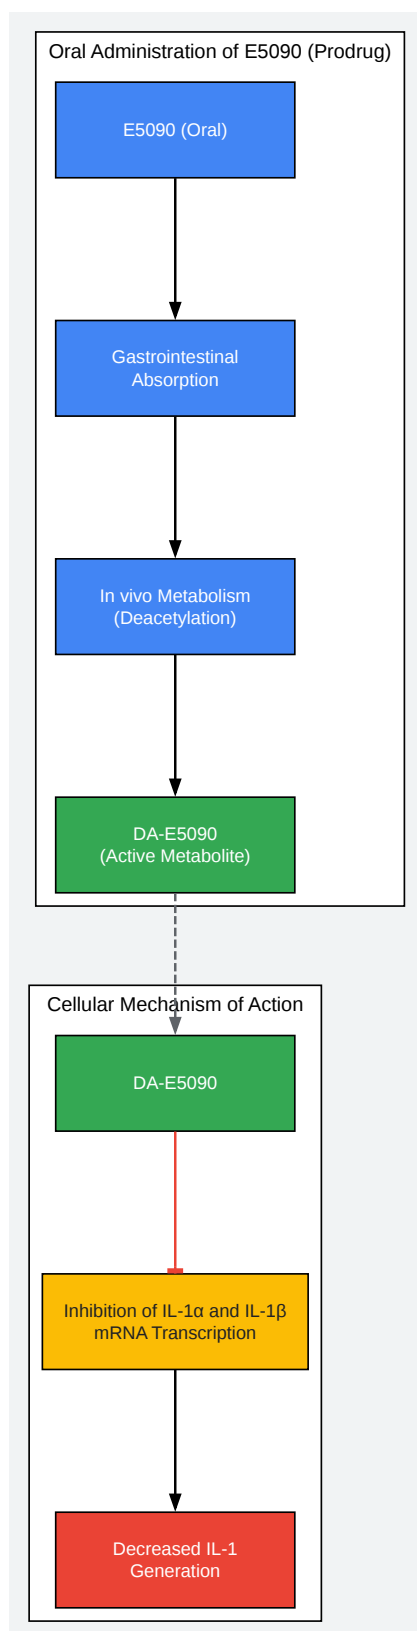 Oral Administration of E5090 (Prodrug)
E5090 (Oral)
Gastrointestinal
Absorption
In vivo Metabolism
(Deacetylation)
DA-E5090
(Active Metabolite)
Cellular Mechanism of Action
DA-E5090
Inhibition of IL-1α and IL-1β
mRNA Transcription
Decreased IL-1
Generation